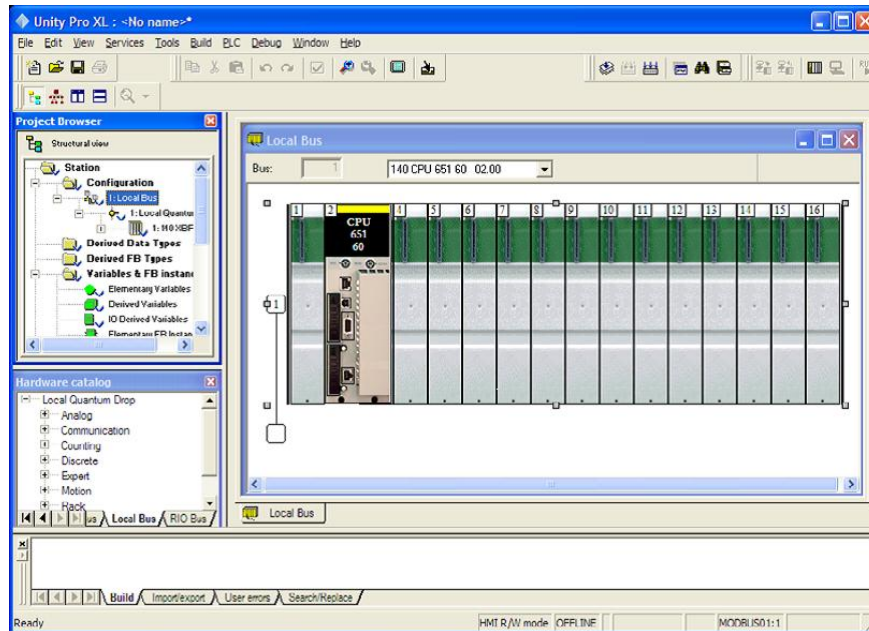 Unity Pro XL : <No name>*
File Edit View Services Tools Build PLC Debug Window Help
Project Browser
Structural view
Station
Configuration
1: Local Bus
1: Local Quantu
Derived Data Types
Derived FB Types
Variables & FB instan
Elementary Variables
Derived Variables
IO Derived Variables
Elementary FB Instan
Hardware catalog
Local Quantum Drop
Analog
Communication
Counting
Discrete
Expert
Motion
Rack
us Local Bus RIO Bus
Local Bus
Bus: 1 140 CPU 651 60 02.00
1 2 4 5 6 7 8 9 10 11 12 13 14 15 16
CPU
651
60
1
Local Bus
Build Import/export User errors Search/Replace
Ready HMI R/W mode OFFLINE MODBUS01:1